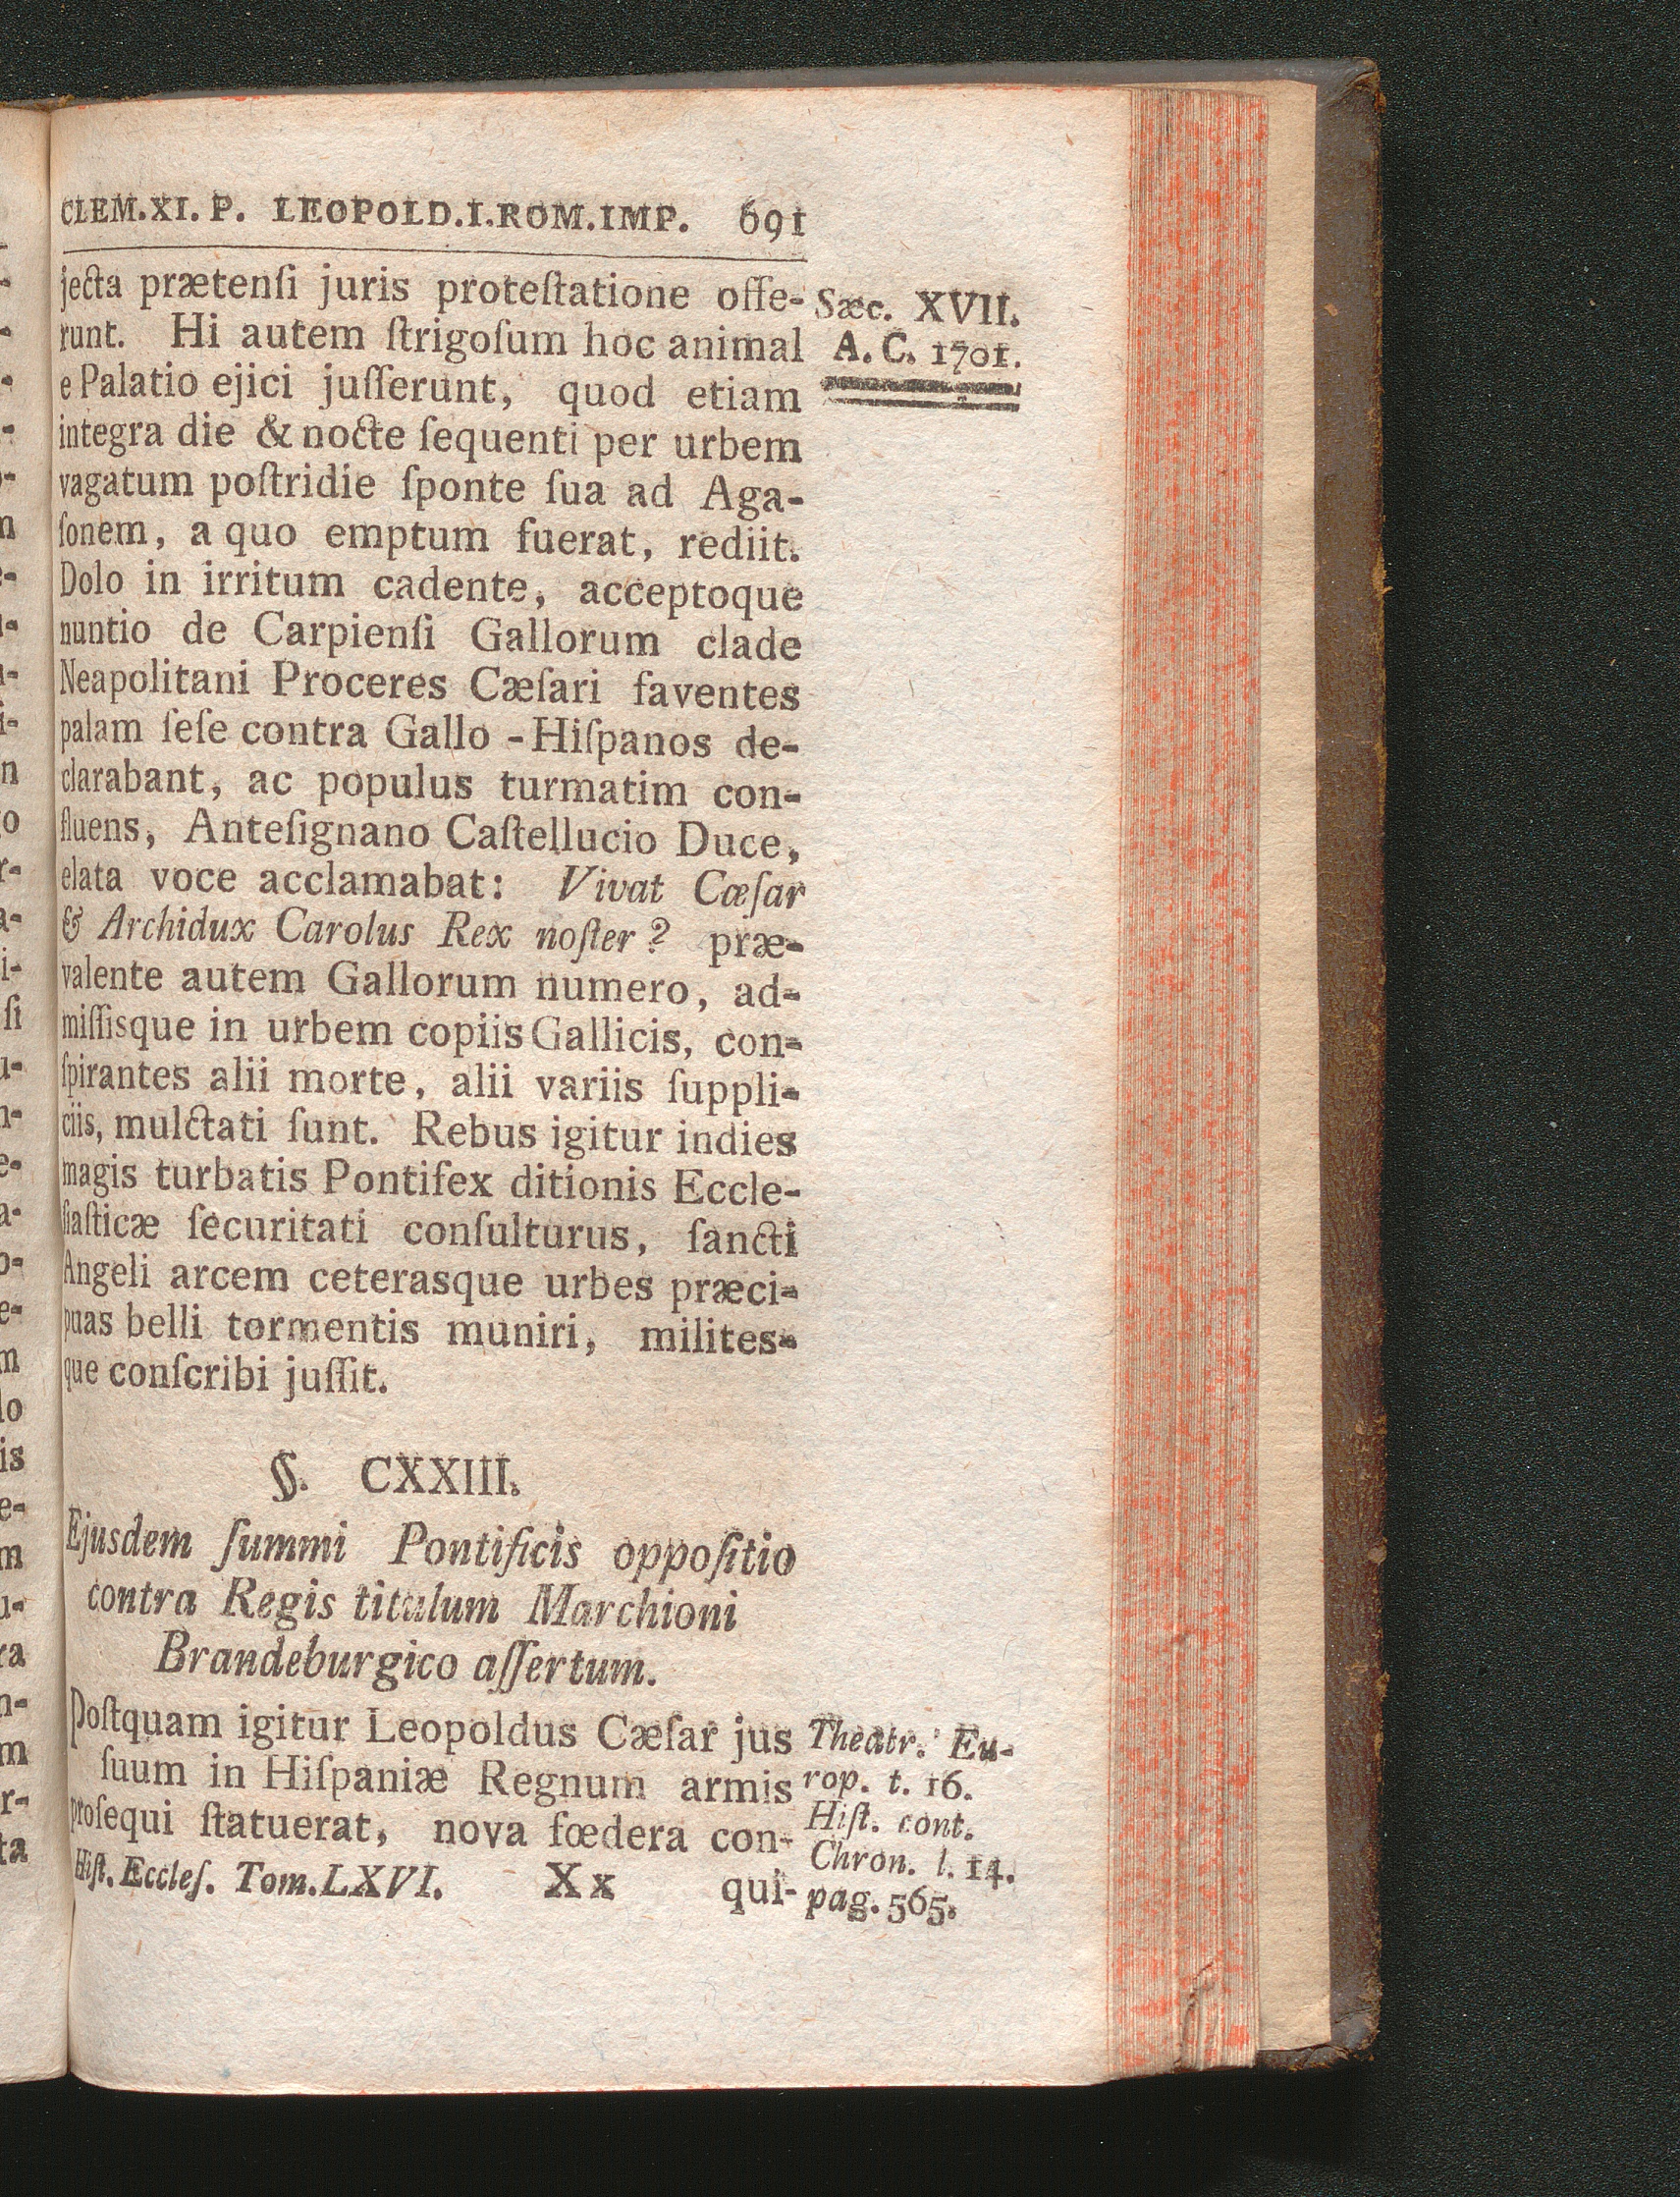 CLEM.XI. P. LEOPOLD.I.ROM.IMP. 691
Sæc. XVII.
A. C. 1701.
jecta prætenſi juris proteſtatione offe-
runt. Hi autem ſtrigoſum hoc animal
e Palatio ejici juſſerunt, quod etiam
integra die & nocte ſequenti per urbem
vagatum poſtridie ſponte ſua ad Aga-
ſonem, a quo emptum fuerat, rediit.
Dolo in irritum cadente, acceptoque
nuntio de Carpienſi Gallorum clade
Neapolitani Proceres Cæſari faventes
palam ſeſe contra Gallo-Hiſpanos de-
clarabant, ac populus turmatim con-
fluens, Anteſignano Caſtellucio Duce,
elata voce acclamabat: Vivat Cæſar
& Archidux Carolus Rex noſter? præ-
valente autem Gallorum numero, ad-
miſſisque in urbem copiis Gallicis, con-
ſpirantes alii morte, alii variis ſuppli-
ciis, mulctati ſunt. Rebus igitur indies
magis turbatis Pontifex ditionis Eccle-
ſiaſticæ ſecuritati conſulturus, ſancti
Angeli arcem ceterasque urbes præci-
puas belli tormentis muniri, milites-
que conſcribi juſſit.
§. CXXIII.
Ejusdem ſummi Pontificis oppoſitio
contra Regis titulum Marchioni
Brandeburgico aſſertum.
Poſtquam igitur Leopoldus Cæſar jus
ſuum in Hiſpaniæ Regnum armis
proſequi ſtatuerat, nova fœdera con-
Theatr. Eu-
rop. t. 16.
Hiſt. cont.
Chron. l. 14.
pag. 565.
Hiſt. Eccleſ. Tom.LXVI. Xx qui-